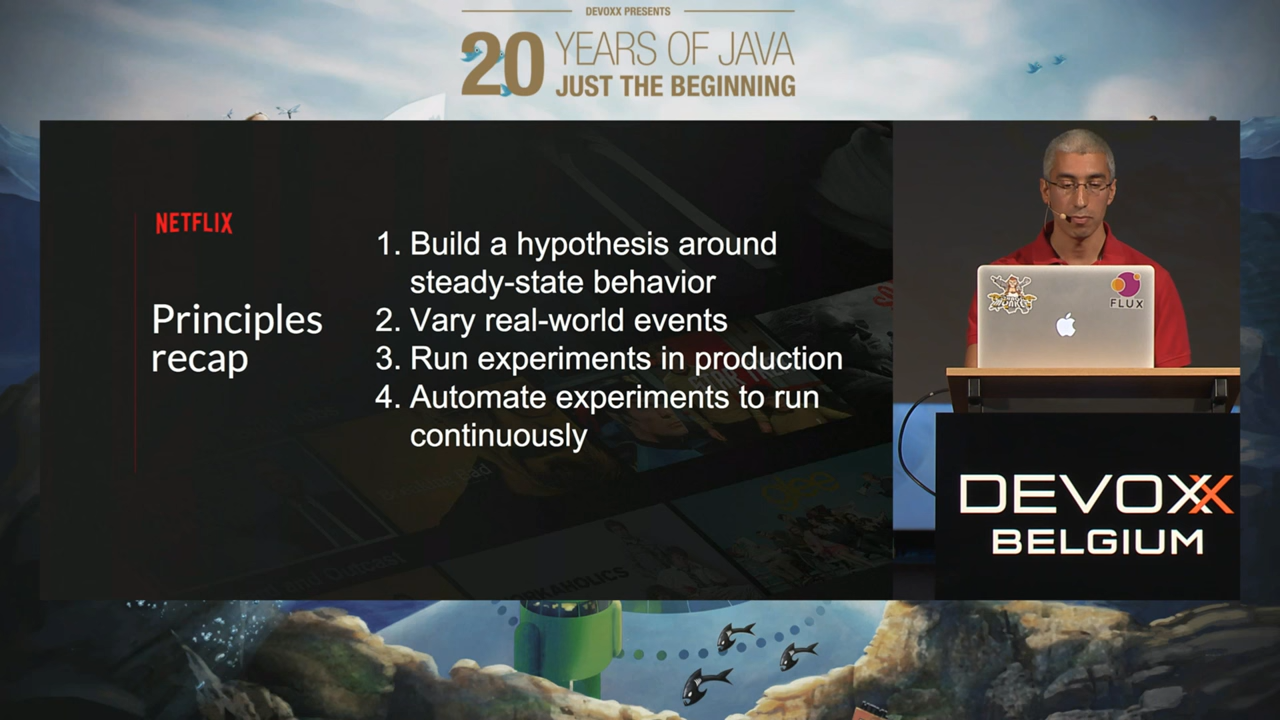 DEVOXX PRESENTS
20 YEARS OF JAVA
JUST THE BEGINNING
NETFLIX
Principles
recap
1. Build a hypothesis around
steady-state behavior
2. Vary real-world events
3. Run experiments in production
4. Automate experiments to run
continuously
FLUX
DEVOXX
BELGIUM